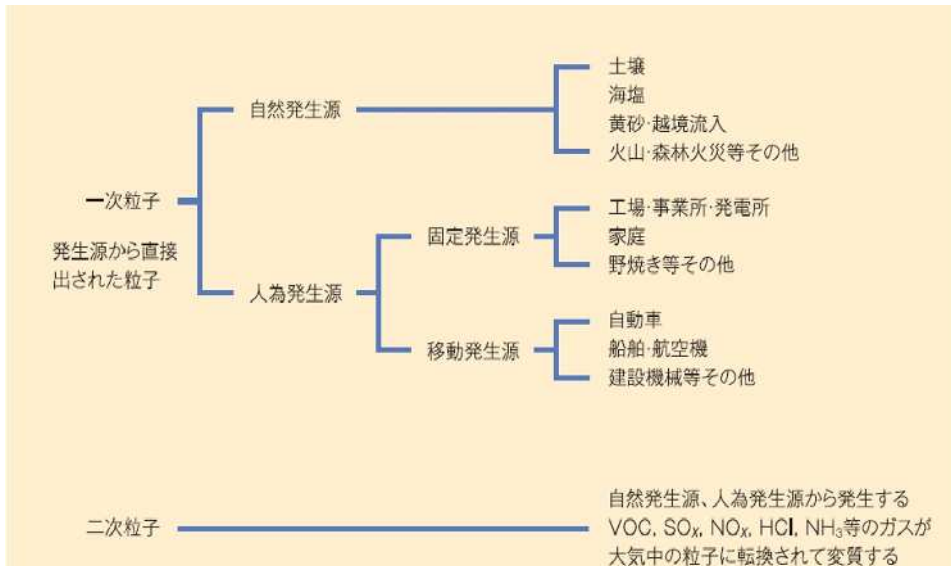 土壌
海塩
自然発生源
黄砂･越境流入
火山･森林火災等その他
一次粒子
発生源から直接
出された粒子
工場･事業所･発電所
固定発生源
家庭
野焼き等その他
人為発生源
自動車
移動発生源
船舶･航空機
建設機械等その他
二次粒子
自然発生源、人為発生源から発生する
VOC, SOx, NOx, HCl, NH₃等のガスが
大気中の粒子に転換されて変質する